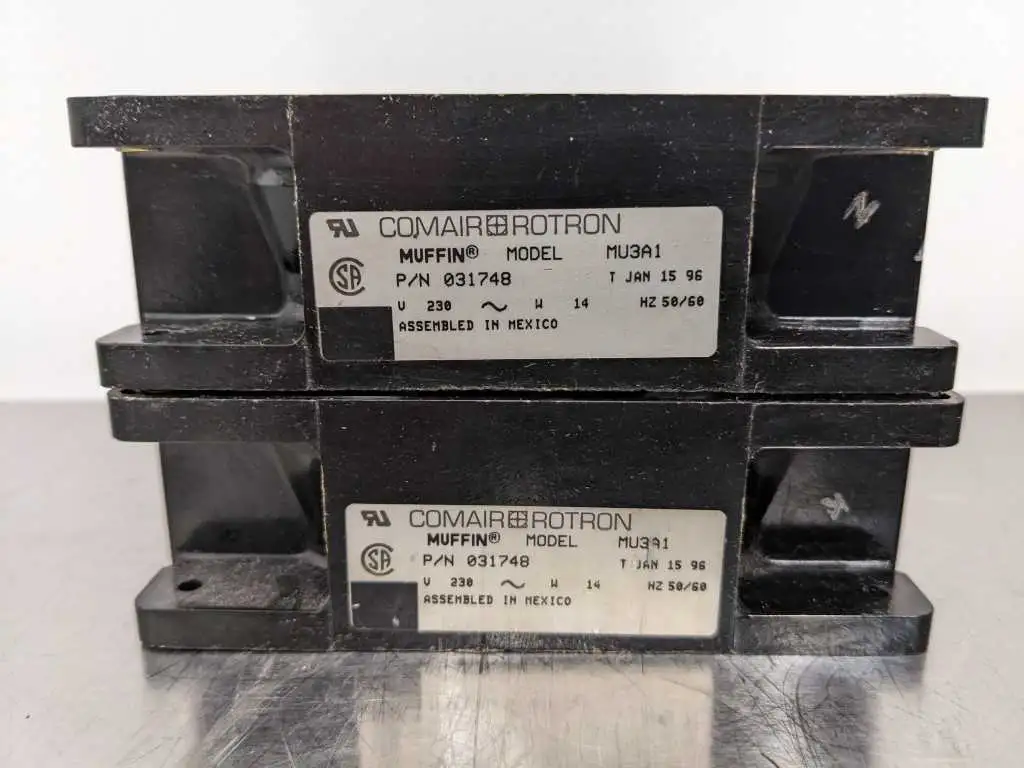 COMAIR ROTRON
MUFFIN® MODEL MU3A1
P/N 031748 T JAN 15 96
V 230 ~ W 14 HZ 50/60
ASSEMBLED IN MEXICO
COMAIR ROTRON
MUFFIN® MODEL MU3A1
P/N 031748 T JAN 15 96
V 230 ~ W 14 HZ 50/60
ASSEMBLED IN MEXICO